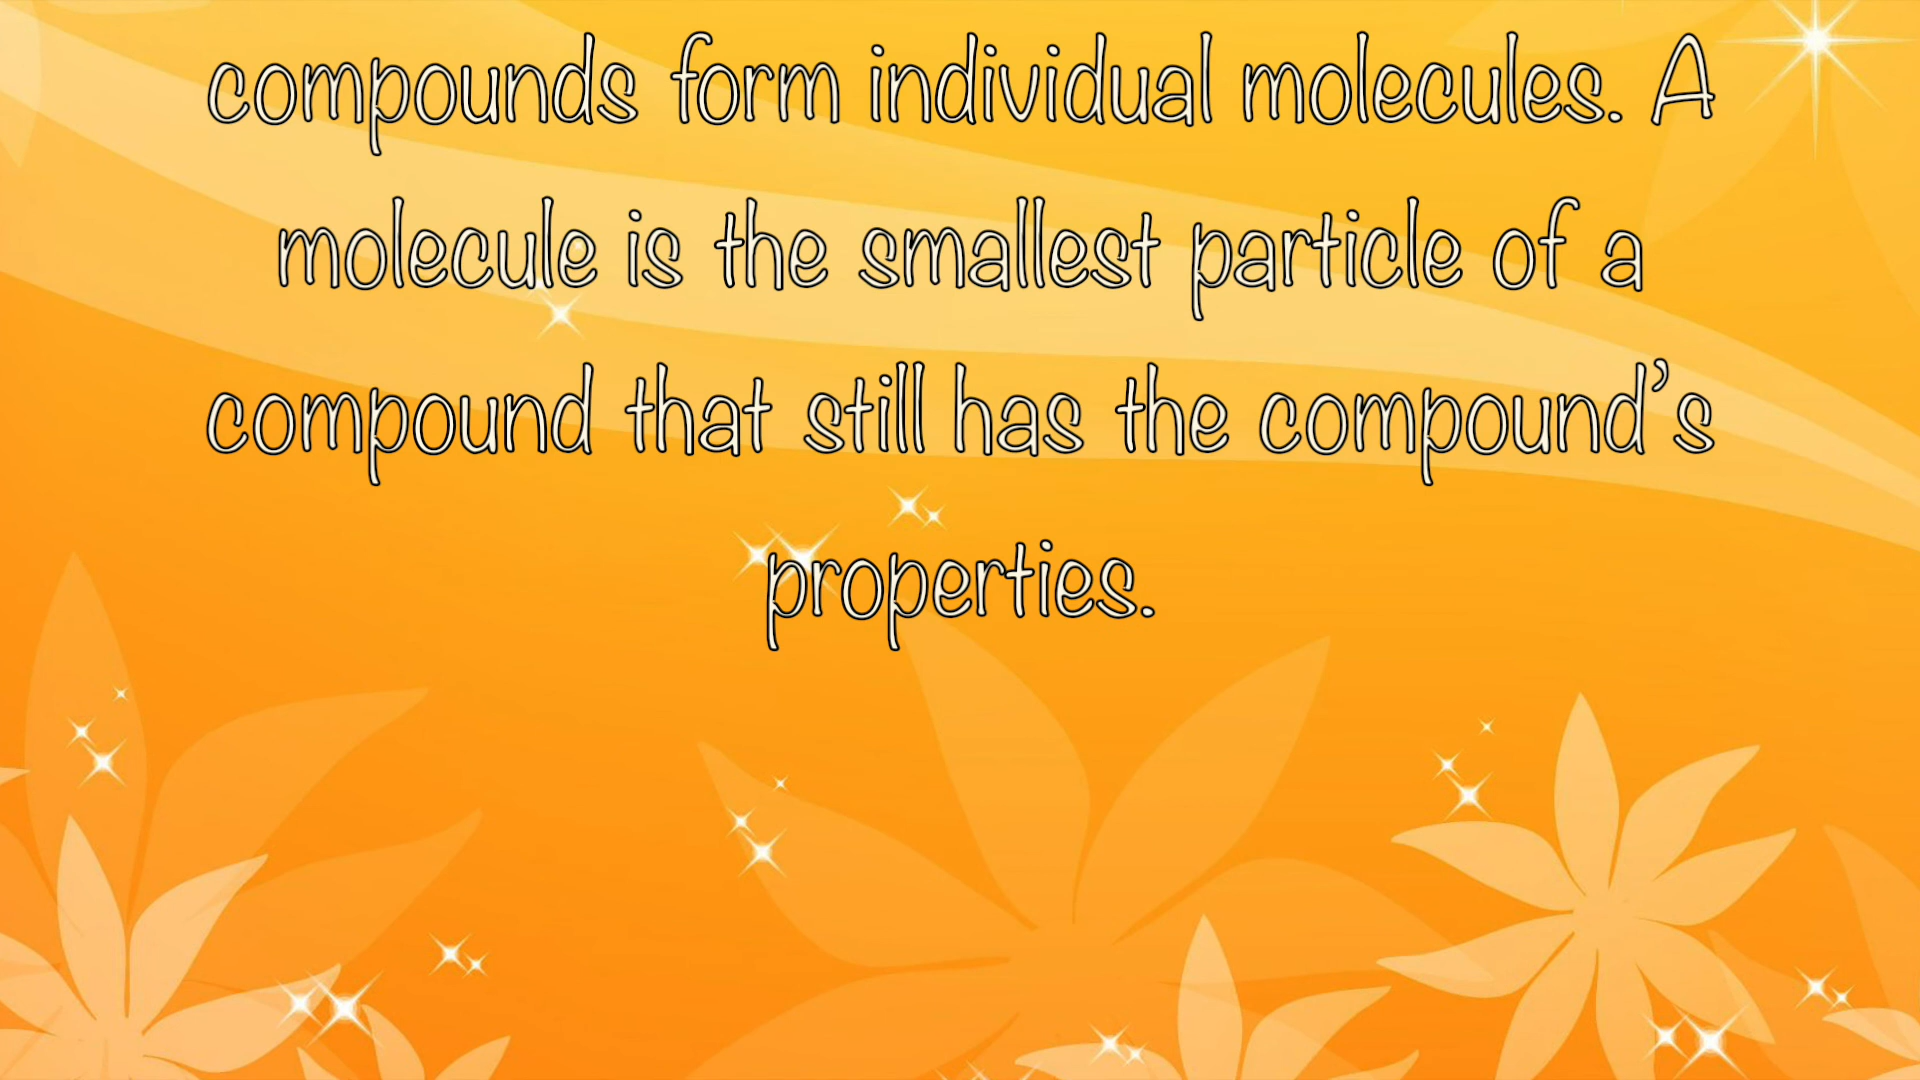 compounds form individual molecules. A
molecule is the smallest particle of a
compound that still has the compound’s
properties.